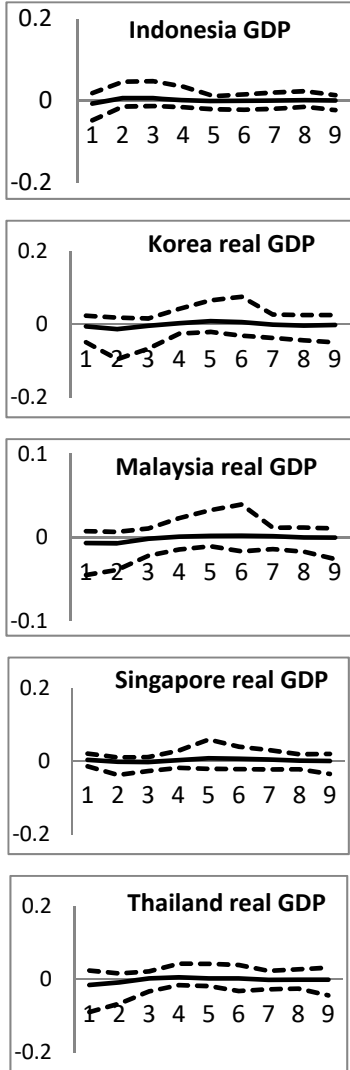 0.2
Indonesia GDP
0
1 2 3 4 5 6 7 8 9
-0.2
0.2
Korea real GDP
0
1 2 3 4 5 6 7 8 9
-0.2
0.1
Malaysia real GDP
0
1 2 3 4 5 6 7 8 9
-0.1
0.2
Singapore real GDP
0
1 2 3 4 5 6 7 8 9
-0.2
0.2
Thailand real GDP
0
1 2 3 4 5 6 7 8 9
-0.2